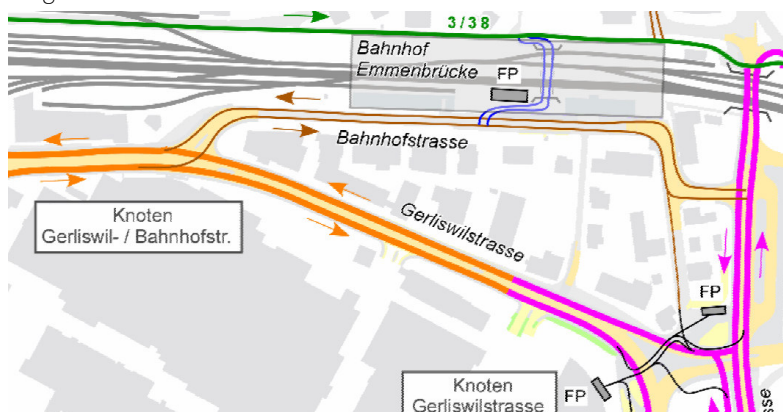 3/38
Bahnhof
Emmenbrücke
FP
Bahnhofstrasse
Knoten
Gerliswil- / Bahnhofstr.
Gerliswilstrasse
FP
Knoten
Gerliswilstrasse
FP